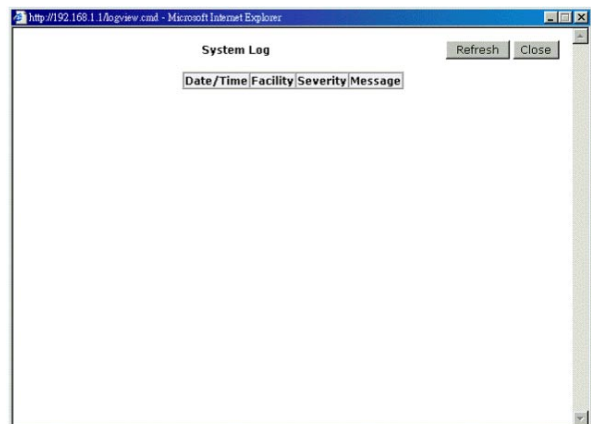 http://192.168.1.1/logview.cmd - Microsoft Internet Explorer
System Log
Refresh Close
Date/Time Facility Severity Message